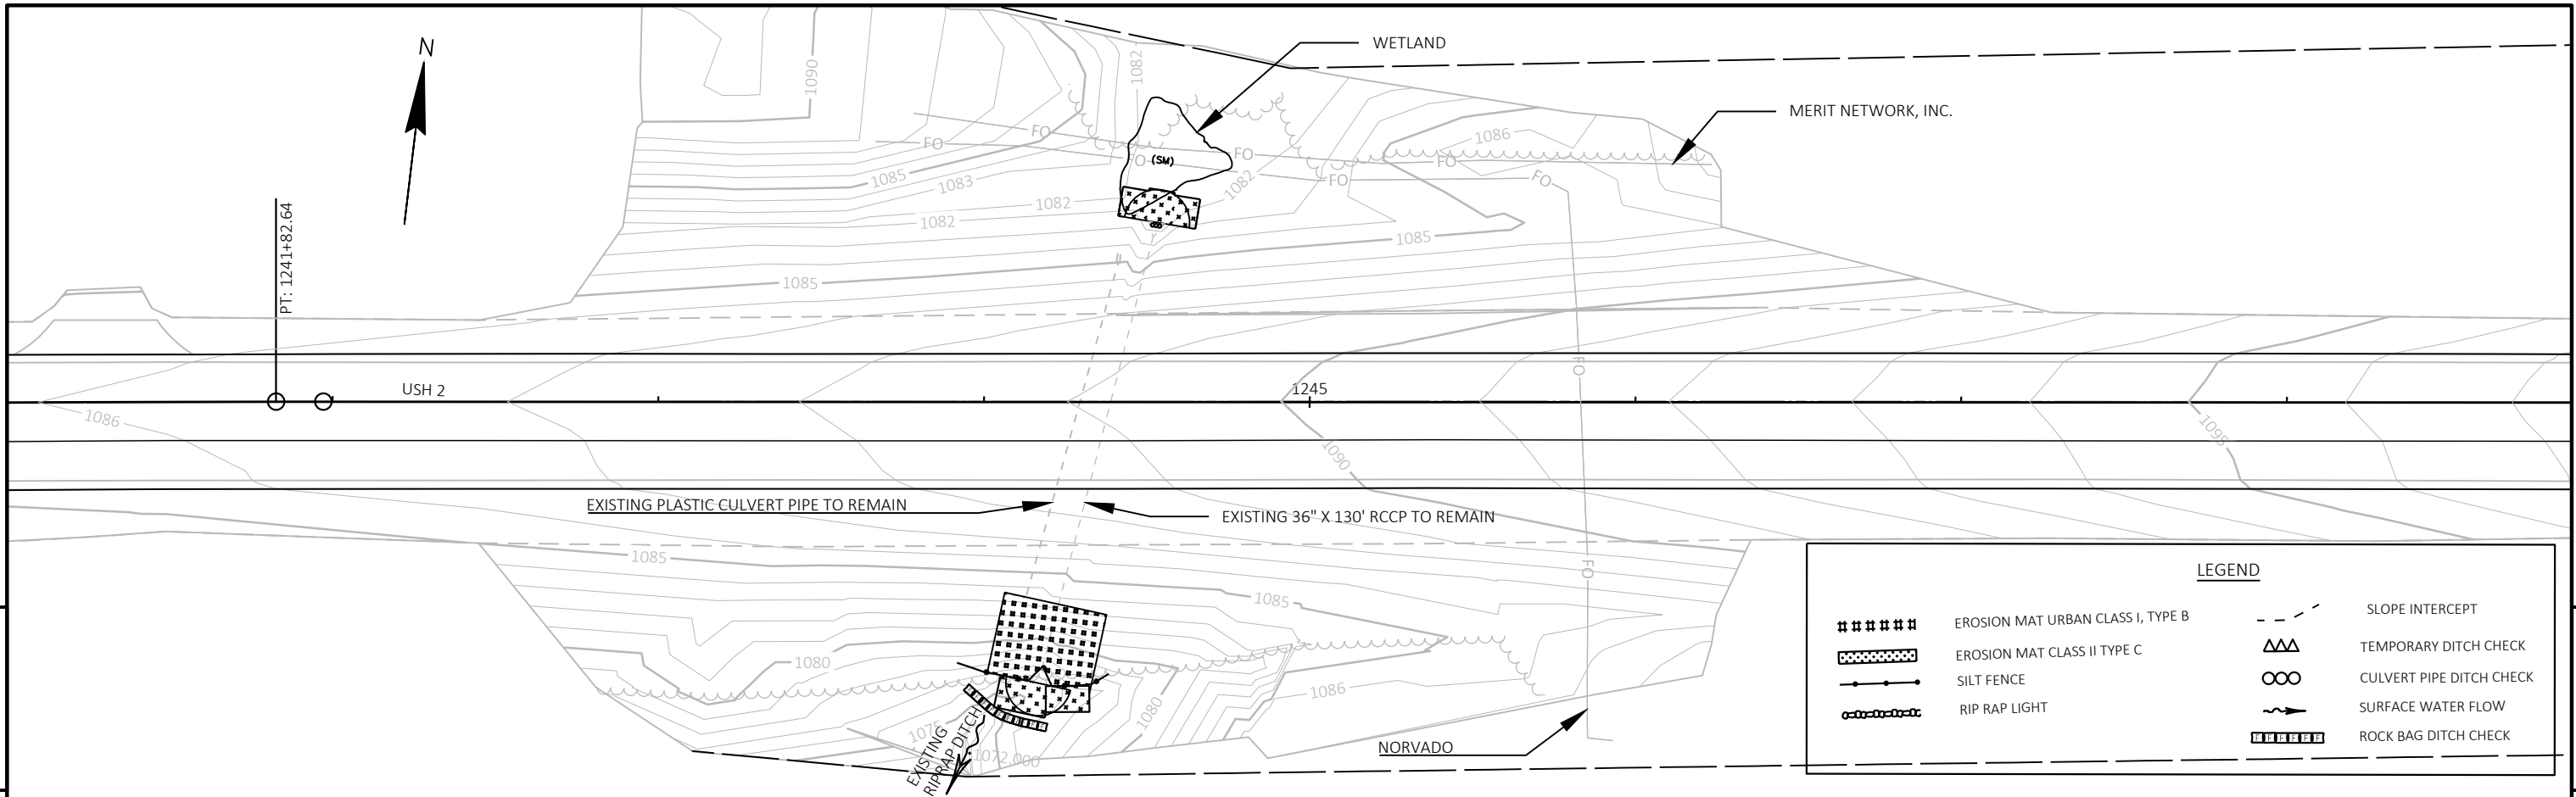 N
WETLAND
1082
1090
MERIT NETWORK, INC.
FO
FO
1086
FO
FO
(SM)
FO
1085
1083
1082
FO
FO
1082
PT: 1241+82.64
1082
1085
1085
FO
USH 2
1245
1086
1090
1095
EXISTING PLASTIC CULVERT PIPE TO REMAIN
EXISTING 36" X 130' RCCP TO REMAIN
1085
FO
1085
1080
1086
1080
1075
1072.000
EXISTING
RIPRAP DITCH
NORVADO
LEGEND
EROSION MAT URBAN CLASS I, TYPE B
EROSION MAT CLASS II TYPE C
SILT FENCE
RIP RAP LIGHT
SLOPE INTERCEPT
TEMPORARY DITCH CHECK
CULVERT PIPE DITCH CHECK
SURFACE WATER FLOW
ROCK BAG DITCH CHECK